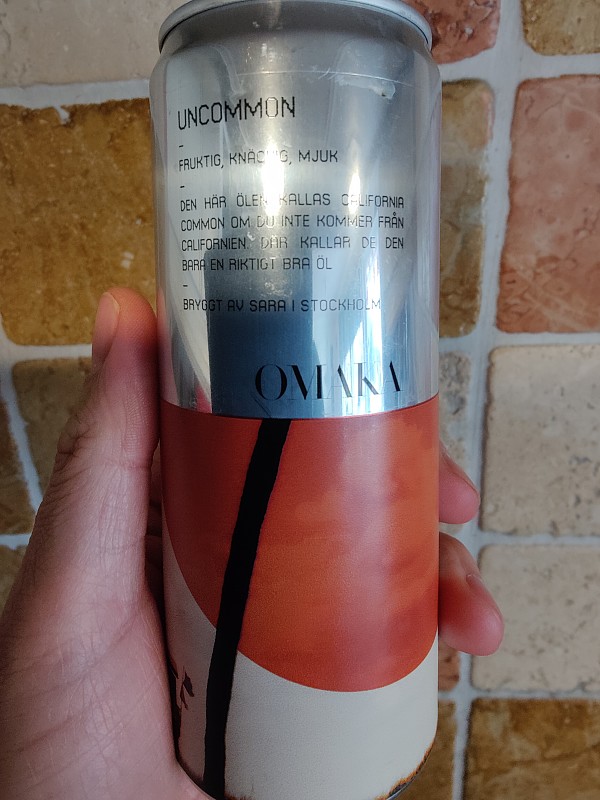 UNCOMMON
–
FRUKTIG, KNÄCKIG, MJUK
–
DEN HÄR ÖLEN KALLAS CALIFORNIA
COMMON OM DU INTE KOMMER FRÅN
CALIFORNIEN. DÄR KALLAR DE DEN
BARA EN RIKTIGT BRA ÖL
–
BRYGGT AV SARA I STOCKHOLM
OMAKA